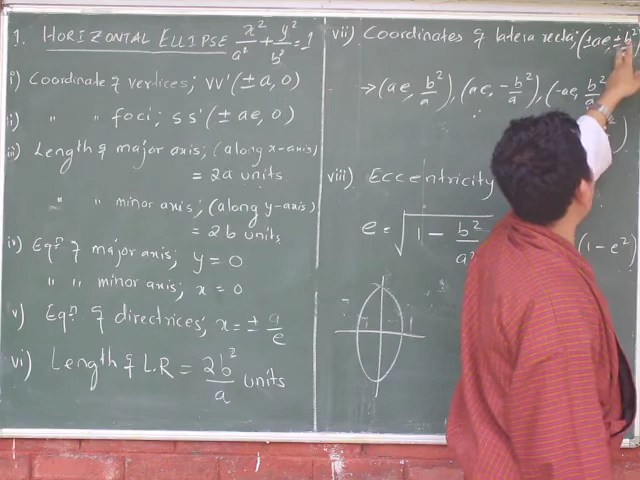 1. HORIZONTAL ELLIPSE x²/a² + y²/b² = 1
i) Coordinate of vertices; VV'(±a, 0)
ii) " " foci; SS'(±ae, 0)
iii) Length of major axis; (along x-axis)
= 2a units
" " minor axis; (along y-axis)
= 2b units
iv) Eqⁿ of major axis; y = 0
" " minor axis; x = 0
v) Eqⁿ of directrices; x = ± a/e
vi) Length of L.R = 2b²/a units
vii) Coordinates of latera recta; (±ae, ±b²
→ (ae, b²/a), (ae, -b²/a), (-ae, b²/a
viii) Eccentricity
e = √1 - b²/a²
(1 - e²)